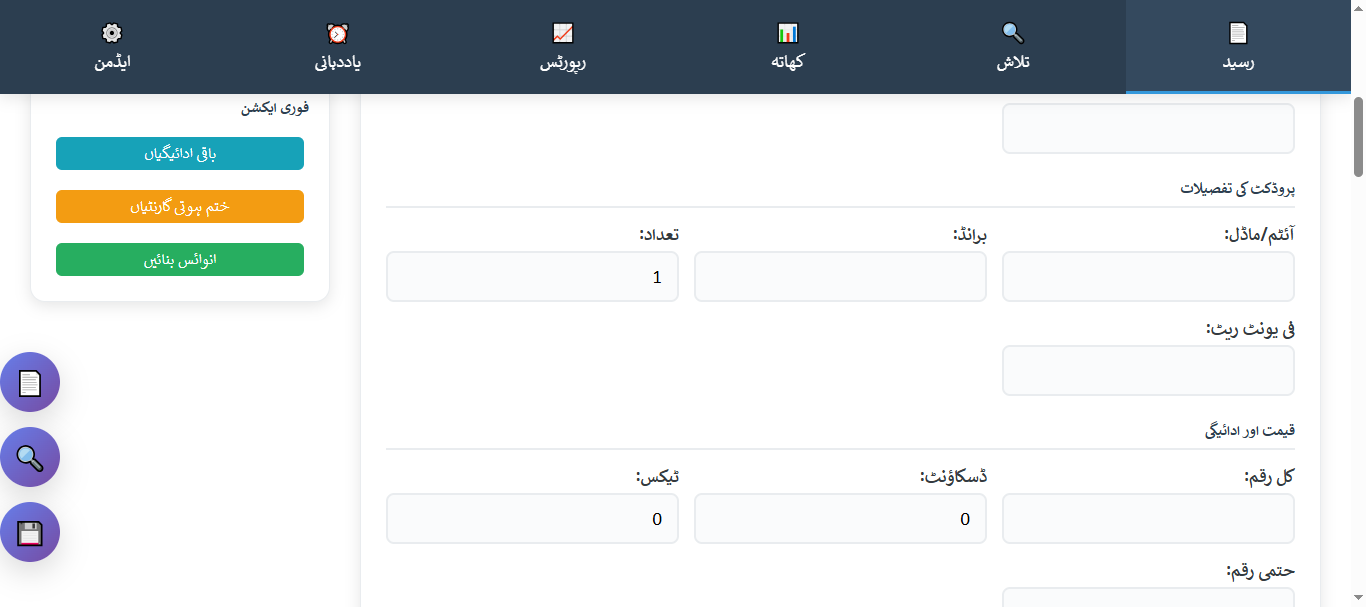 رسید
تلاش
کھاتہ
رپورٹس
یاددہانی
ایڈمن
پروڈکٹ کی تفصیلات
آئٹم/ماڈل:
برانڈ:
تعداد:
1
فی یونٹ ریٹ:
قیمت اور ادائیگی
کل رقم:
ڈسکاؤنٹ:
ٹیکس:
0
0
حتمی رقم:
فوری ایکشن
باقی ادائیگیاں
ختم ہوتی گارنٹیاں
انوائس بنائیں